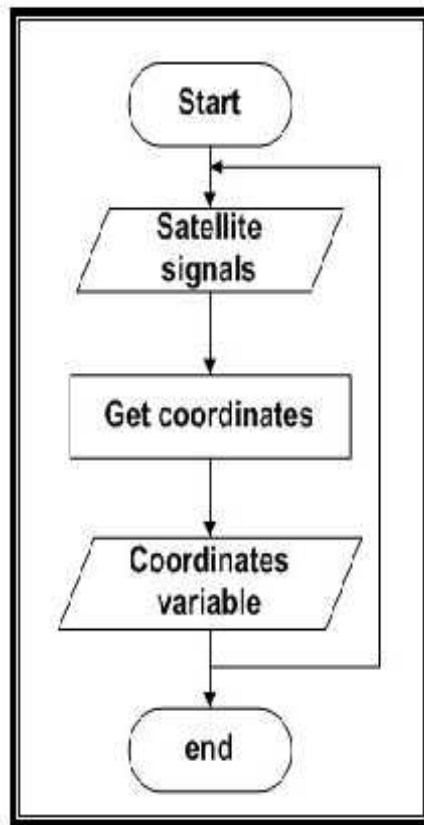 Start
Satellite
signals
Get coordinates
Coordinates
variable
end